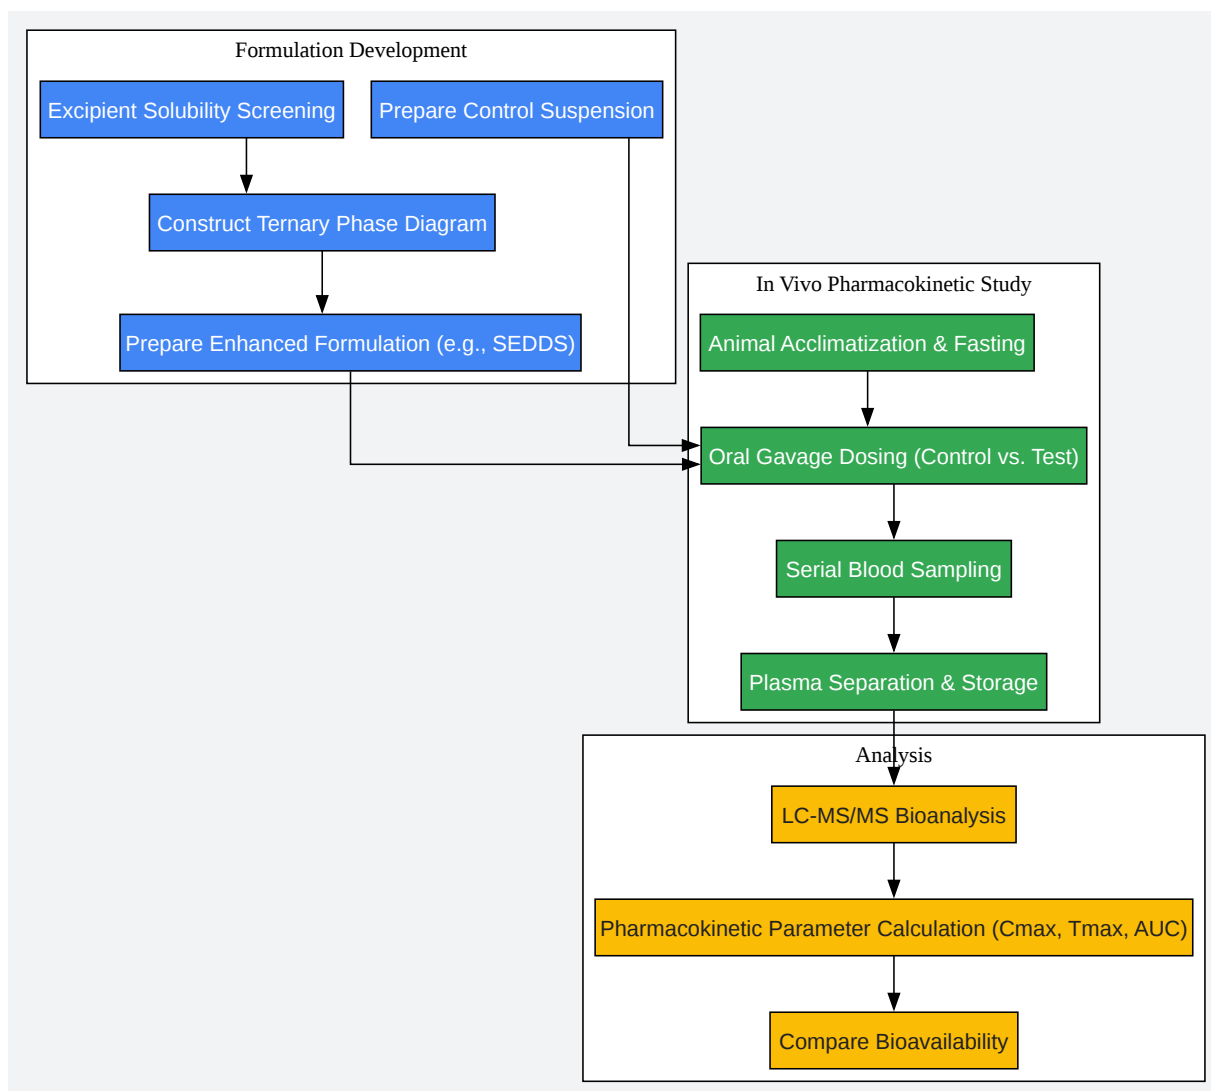 Formulation Development
Excipient Solubility Screening
Prepare Control Suspension
Construct Ternary Phase Diagram
Prepare Enhanced Formulation (e.g., SEDDS)
In Vivo Pharmacokinetic Study
Animal Acclimatization & Fasting
Oral Gavage Dosing (Control vs. Test)
Serial Blood Sampling
Plasma Separation & Storage
Analysis
LC-MS/MS Bioanalysis
Pharmacokinetic Parameter Calculation (Cmax, Tmax, AUC)
Compare Bioavailability